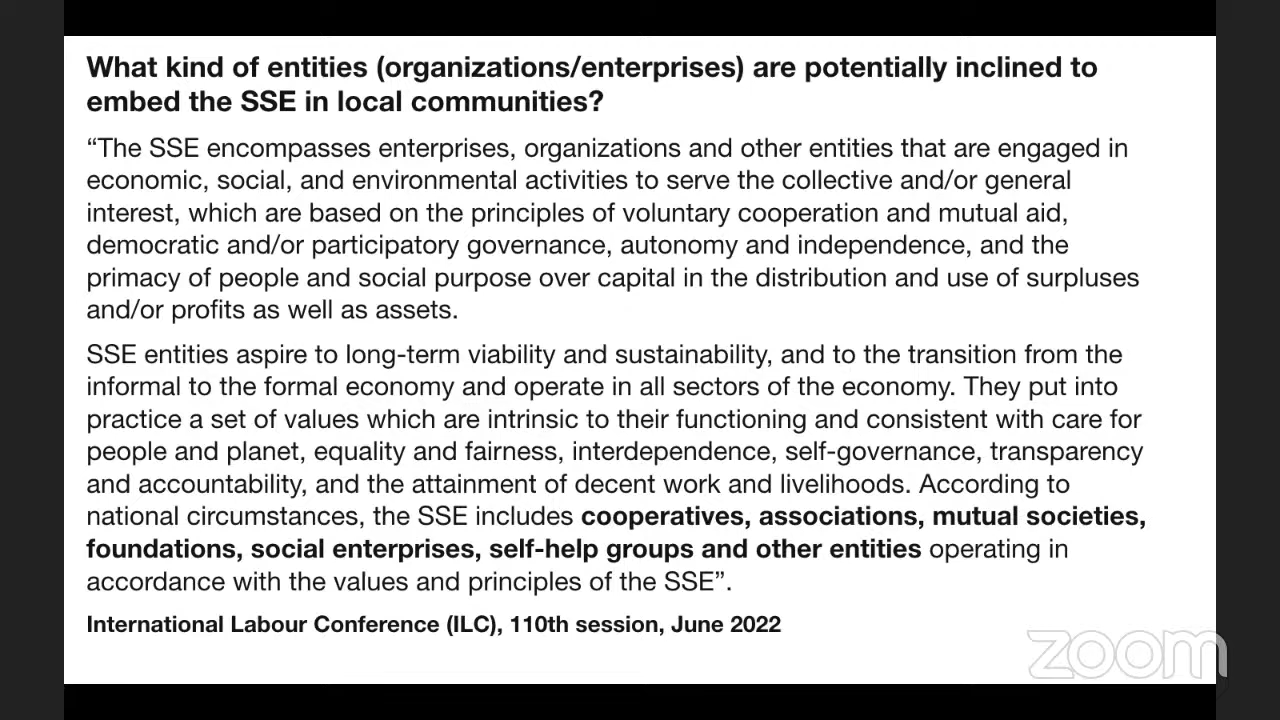 What kind of entities (organizations/enterprises) are potentially inclined to
embed the SSE in local communities?
“The SSE encompasses enterprises, organizations and other entities that are engaged in
economic, social, and environmental activities to serve the collective and/or general
interest, which are based on the principles of voluntary cooperation and mutual aid,
democratic and/or participatory governance, autonomy and independence, and the
primacy of people and social purpose over capital in the distribution and use of surpluses
and/or profits as well as assets.
SSE entities aspire to long-term viability and sustainability, and to the transition from the
informal to the formal economy and operate in all sectors of the economy. They put into
practice a set of values which are intrinsic to their functioning and consistent with care for
people and planet, equality and fairness, interdependence, self-governance, transparency
and accountability, and the attainment of decent work and livelihoods. According to
national circumstances, the SSE includes cooperatives, associations, mutual societies,
foundations, social enterprises, self-help groups and other entities operating in
accordance with the values and principles of the SSE”.
International Labour Conference (ILC), 110th session, June 2022
zoom